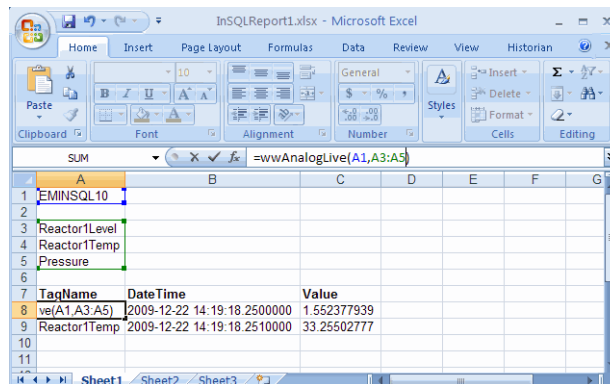 InSQLReport1.xlsx - Microsoft Excel
Home Insert Page Layout Formulas Data Review View Historian
Paste
10
B I U A A
General
$ % ,
Styles
Insert
Delete
Format
Clipboard Font Alignment Number Cells Editing
SUM fx =wwAnalogLive(A1,A3:A5)
A B C D E F G
1 EMINSQL10
2
3 Reactor1Level
4 Reactor1Temp
5 Pressure
6
7 TagName DateTime Value
8 ve(A1,A3:A5) 2009-12-22 14:19:18.2500000 1.552377939
9 Reactor1Temp 2009-12-22 14:19:18.2510000 33.25502777
10
11
Sheet1 Sheet2 Sheet3